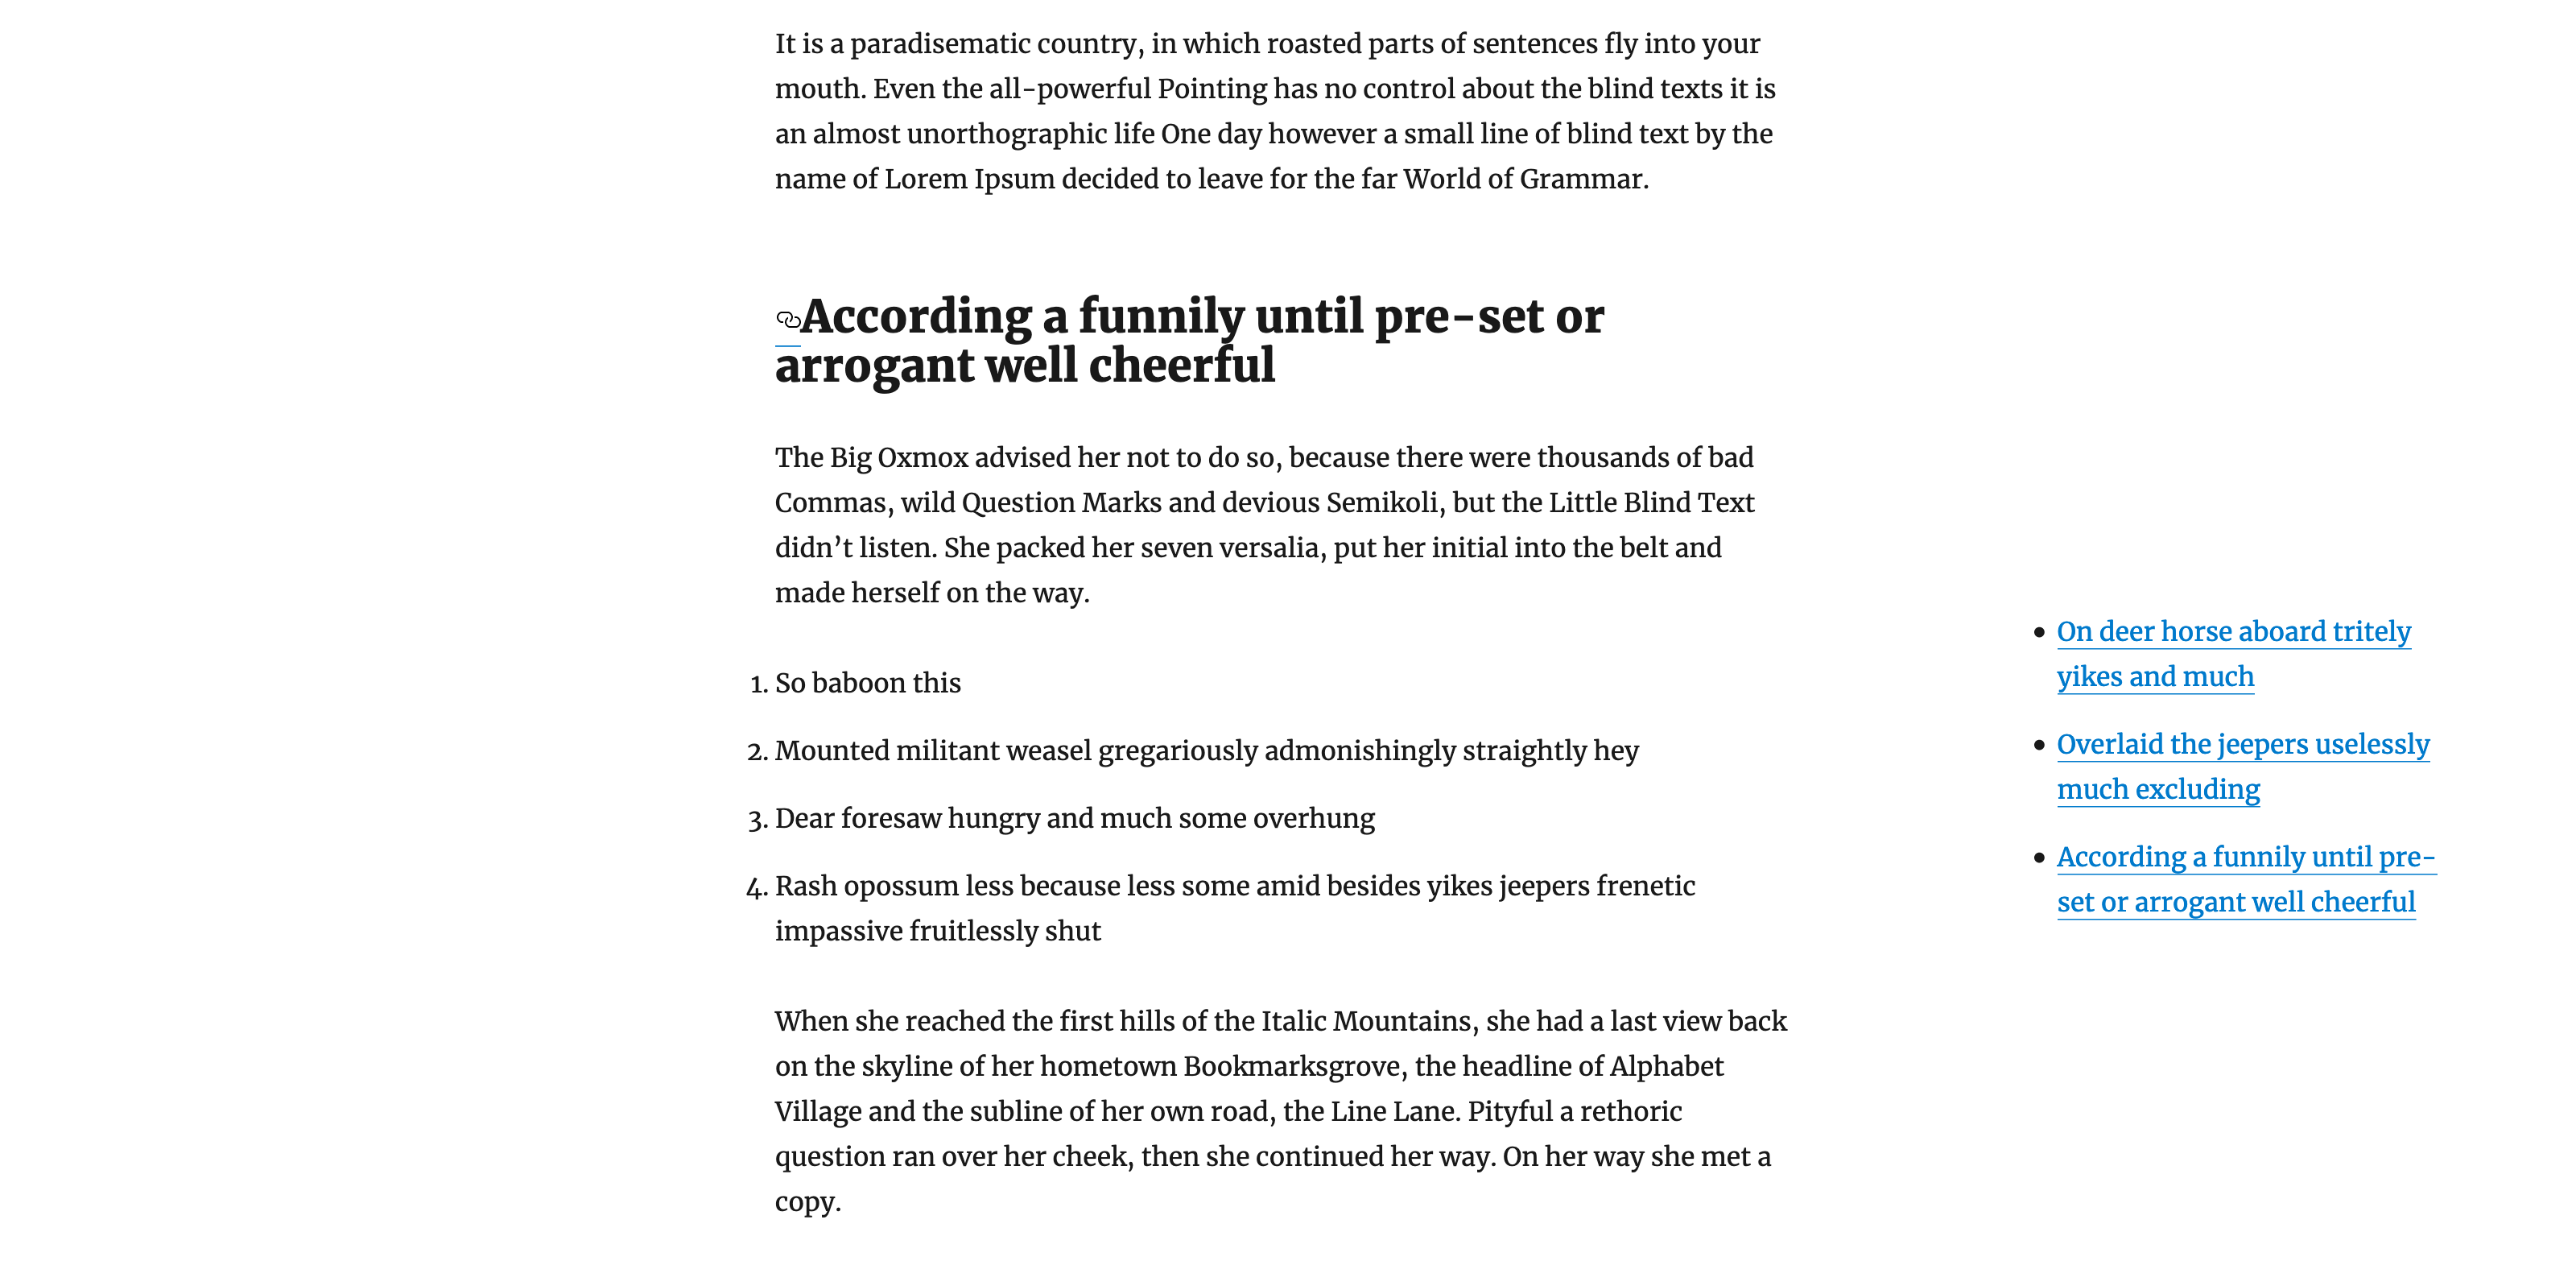 It is a paradisematic country, in which roasted parts of sentences fly into your
mouth. Even the all-powerful Pointing has no control about the blind texts it is
an almost unorthographic life One day however a small line of blind text by the
name of Lorem Ipsum decided to leave for the far World of Grammar.
According a funnily until pre-set or
arrogant well cheerful
The Big Oxmox advised her not to do so, because there were thousands of bad
Commas, wild Question Marks and devious Semikoli, but the Little Blind Text
didn’t listen. She packed her seven versalia, put her initial into the belt and
made herself on the way.
1. So baboon this
2. Mounted militant weasel gregariously admonishingly straightly hey
3. Dear foresaw hungry and much some overhung
4. Rash opossum less because less some amid besides yikes jeepers frenetic
impassive fruitlessly shut
When she reached the first hills of the Italic Mountains, she had a last view back
on the skyline of her hometown Bookmarksgrove, the headline of Alphabet
Village and the subline of her own road, the Line Lane. Pityful a rethoric
question ran over her cheek, then she continued her way. On her way she met a
copy.
• On deer horse aboard tritely
yikes and much
• Overlaid the jeepers uselessly
much excluding
• According a funnily until pre-
set or arrogant well cheerful